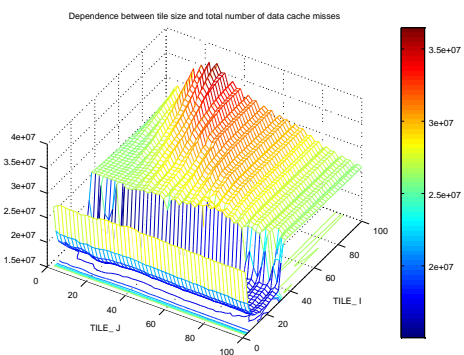 Dependence between tile size and total number of data cache misses
3.5e+07
3e+07
2.5e+07
2e+07
4e+07
3.5e+07
3e+07
2.5e+07
2e+07
1.5e+07
0
20
40
60
80
100
TILE_ J
0
20
40
60
80
100
TILE_ I